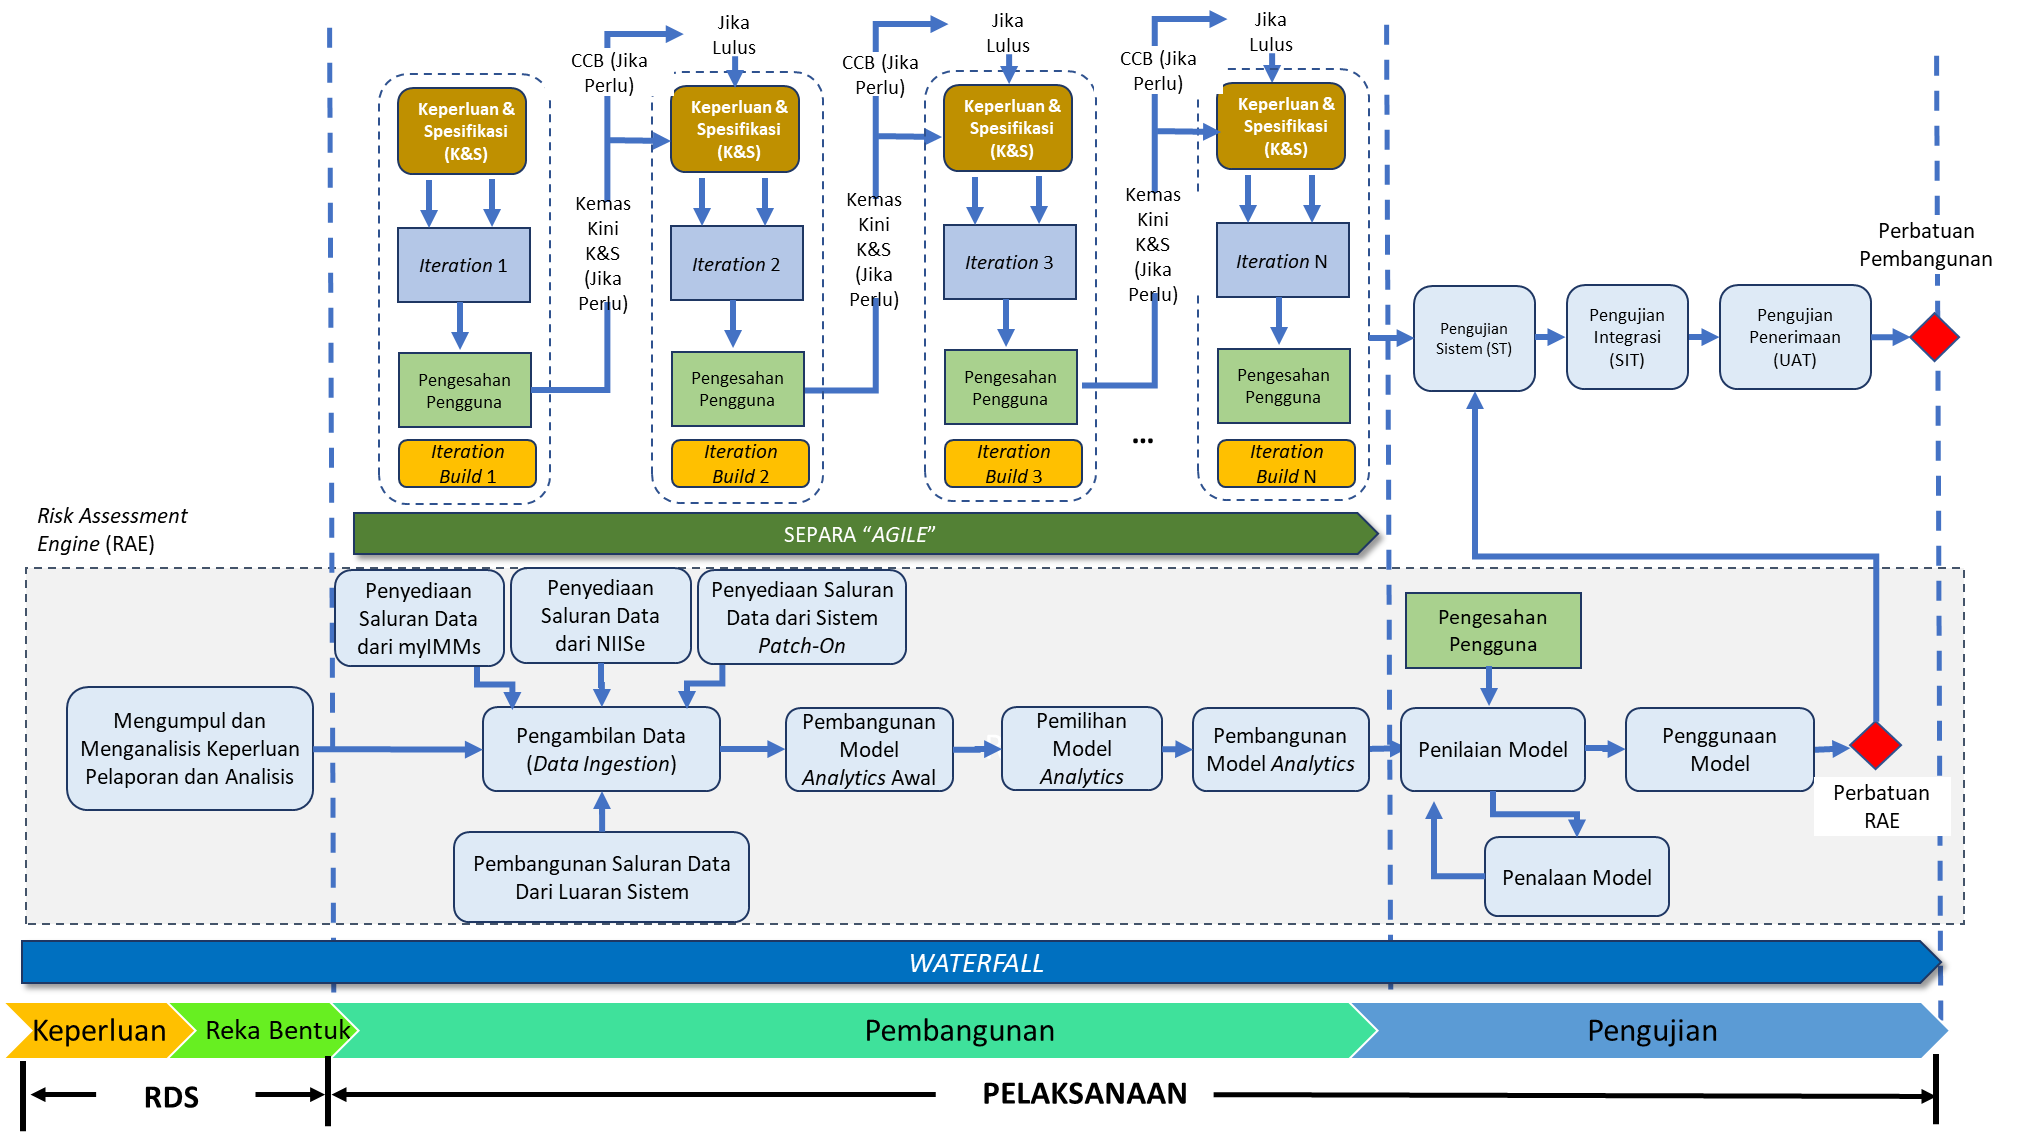 Jika
Lulus
CCB (Jika
Perlu)
Jika
Lulus
CCB (Jika
Perlu)
Jika
Lulus
CCB (Jika
Perlu)
Keperluan &
Spesifikasi
(K&S)
Keperluan &
Spesifikasi
(K&S)
Keperluan &
Spesifikasi
(K&S)
Keperluan &
Spesifikasi
(K&S)
Kemas
Kini
K&S
(Jika
Perlu)
Kemas
Kini
K&S
(Jika
Perlu)
Kemas
Kini
K&S
(Jika
Perlu)
Iteration 1
Iteration 2
Iteration 3
Iteration N
Pengesahan
Pengguna
Pengesahan
Pengguna
Pengesahan
Pengguna
Pengesahan
Pengguna
...
Iteration
Build 1
Iteration
Build 2
Iteration
Build 3
Iteration
Build N
Perbatuan
Pembangunan
Pengujian
Sistem (ST)
Pengujian
Integrasi
(SIT)
Pengujian
Penerimaan
(UAT)
SEPARA “AGILE”
Risk Assessment
Engine (RAE)
Penyediaan
Saluran Data
dari myIMMs
Penyediaan
Saluran Data
dari NIISe
Penyediaan Saluran
Data dari Sistem
Patch-On
Pengesahan
Pengguna
Mengumpul dan
Menganalisis Keperluan
Pelaporan dan Analisis
Pengambilan Data
(Data Ingestion)
Pembangunan
Model
Analytics Awal
Pemilihan
Model
Analytics
Pembangunan
Model Analytics
Penilaian Model
Penggunaan
Model
Perbatuan
RAE
Pembangunan Saluran Data
Dari Luaran Sistem
Penalaan Model
WATERFALL
Keperluan
Reka Bentuk
Pembangunan
Pengujian
RDS
PELAKSANAAN